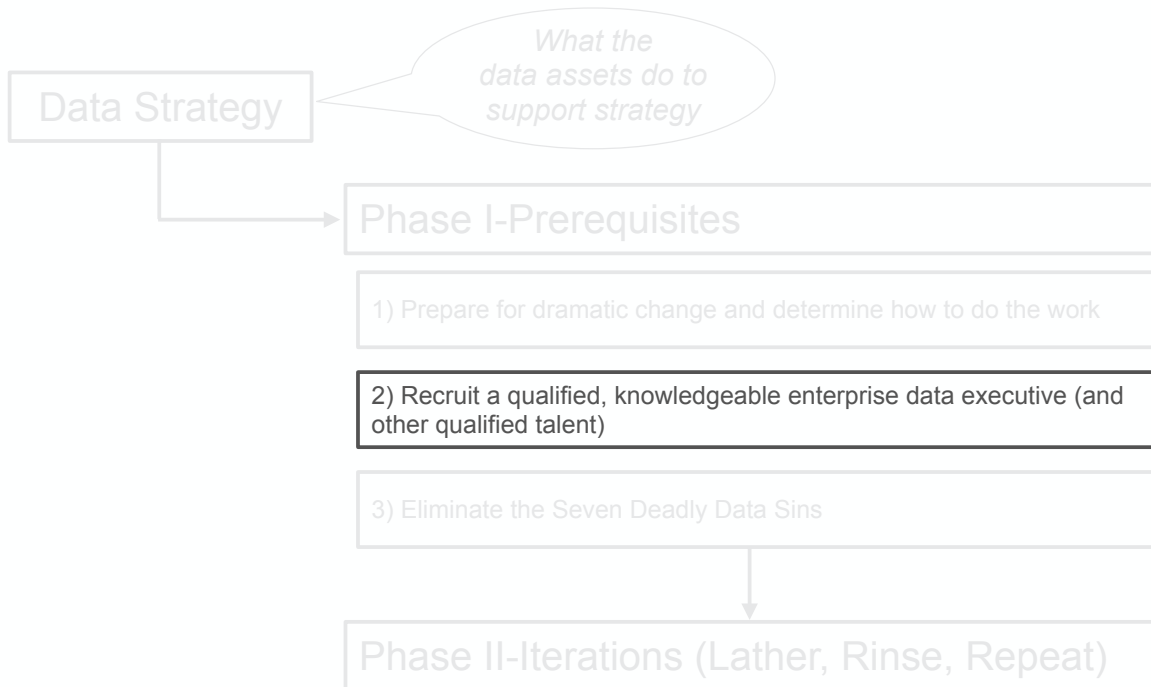 What the
data assets do to
support strategy
Data Strategy
Phase I-Prerequisites
1) Prepare for dramatic change and determine how to do the work
2) Recruit a qualified, knowledgeable enterprise data executive (and
other qualified talent)
3) Eliminate the Seven Deadly Data Sins
Phase II-Iterations (Lather, Rinse, Repeat)